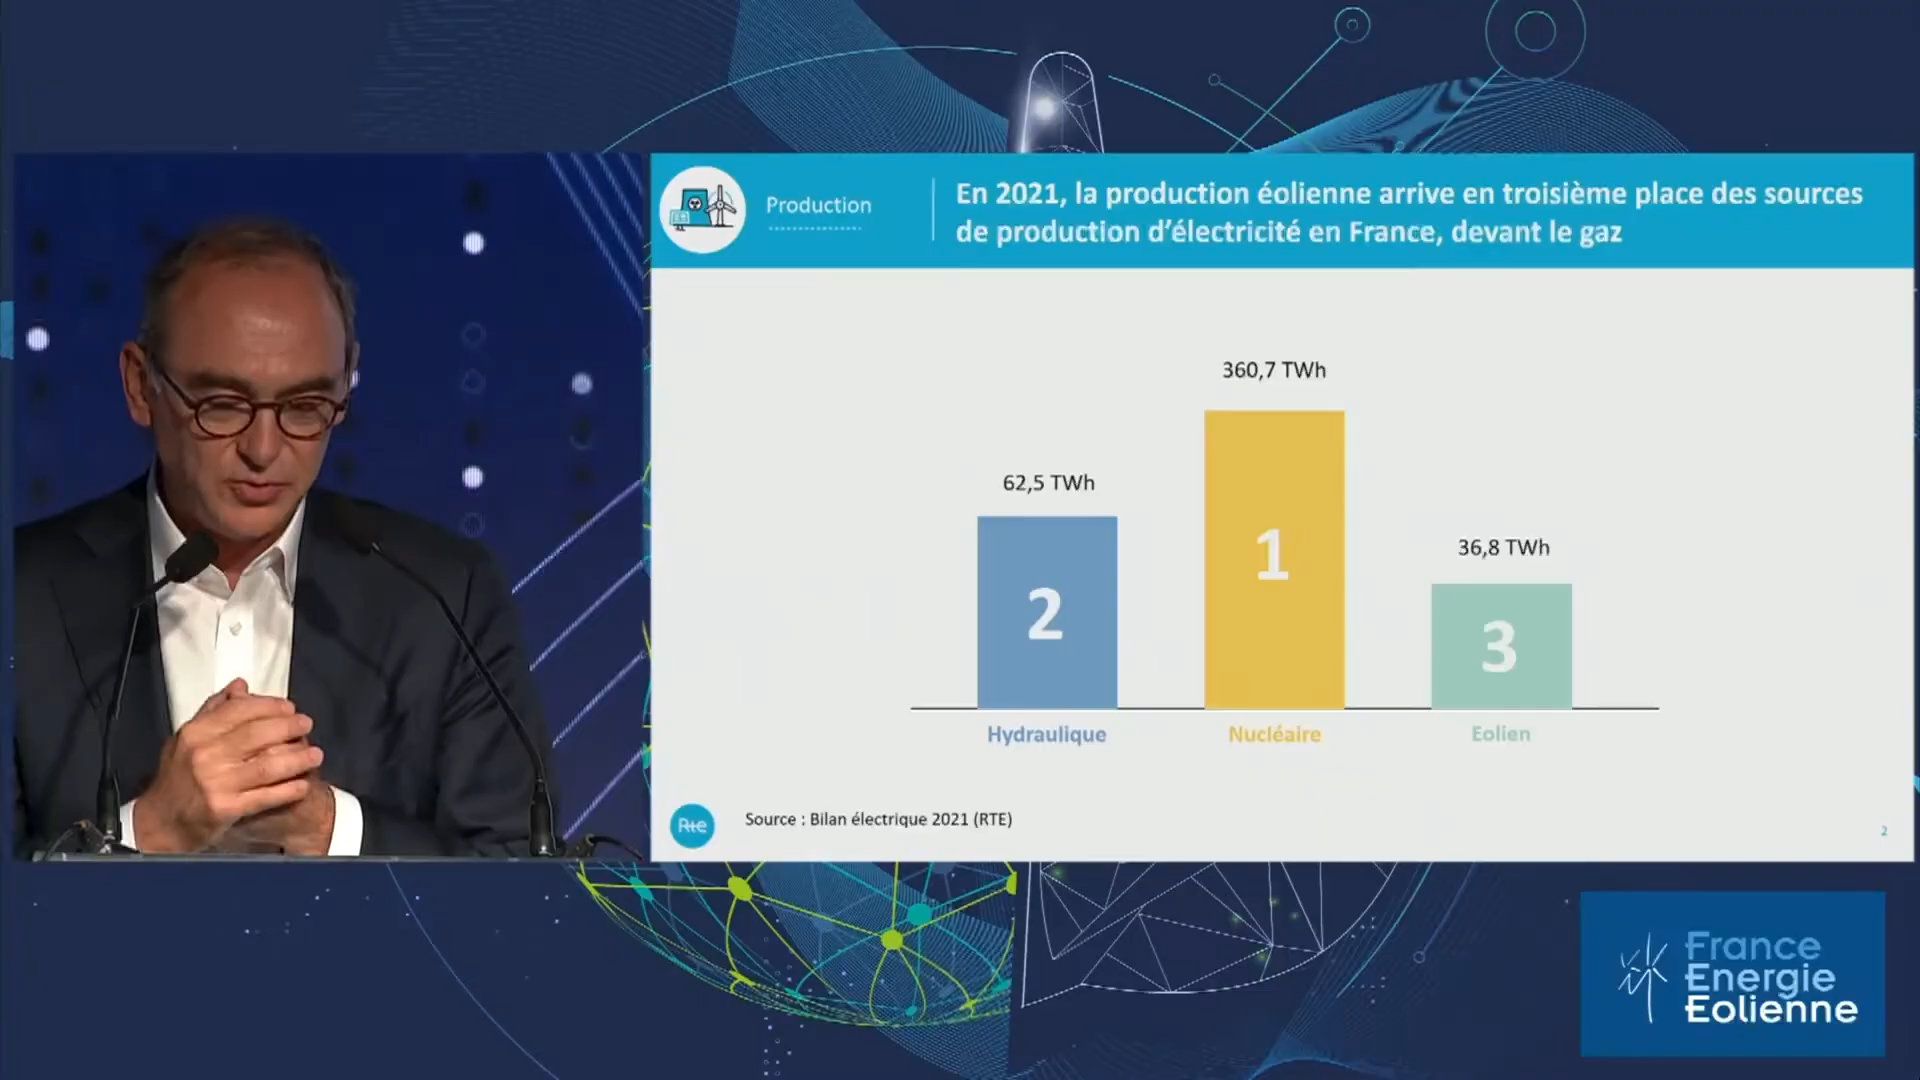 Production
En 2021, la production éolienne arrive en troisième place des sources
de production d’électricité en France, devant le gaz
360,7 TWh
62,5 TWh
36,8 TWh
1
2
3
Hydraulique
Nucléaire
Eolien
Rte
Source : Bilan électrique 2021 (RTE)
2
France
Energie
Eolienne